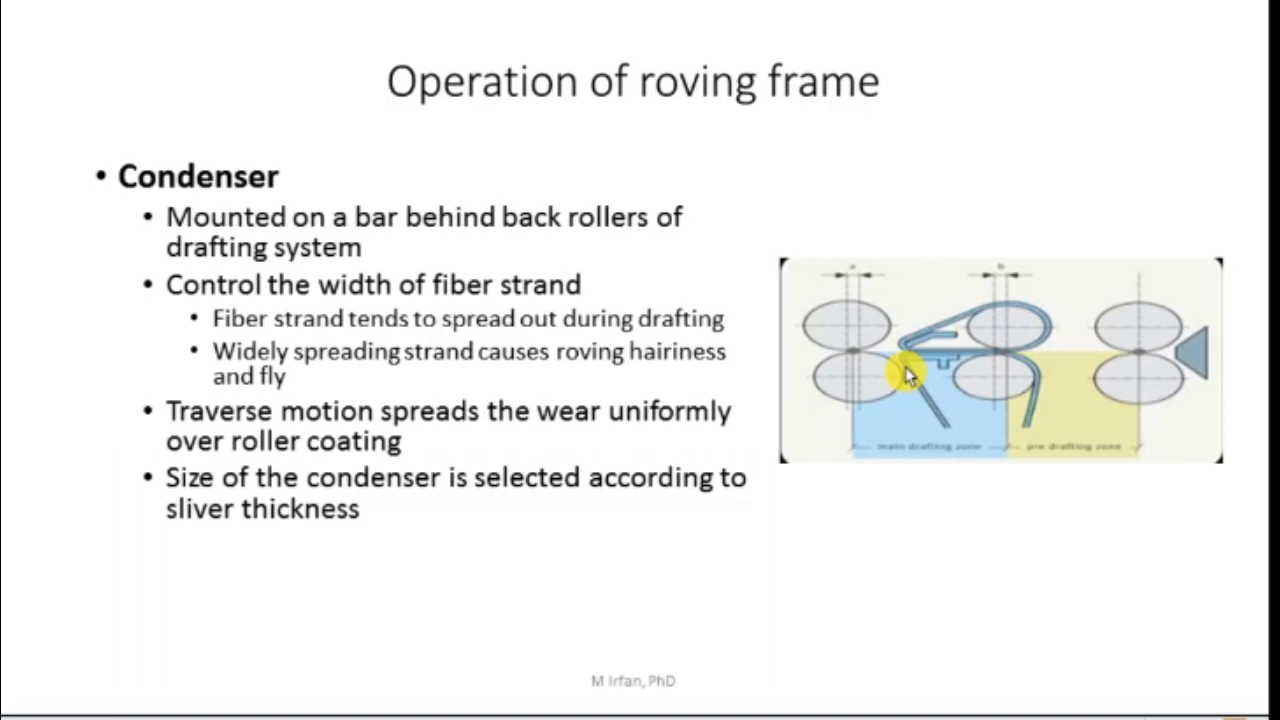 Operation of roving frame
• Condenser
• Mounted on a bar behind back rollers of
drafting system
• Control the width of fiber strand
• Fiber strand tends to spread out during drafting
• Widely spreading strand causes roving hairiness
and fly
• Traverse motion spreads the wear uniformly
over roller coating
• Size of the condenser is selected according to
sliver thickness
a b
main drafting zone pre drafting zone
M Irfan, PhD